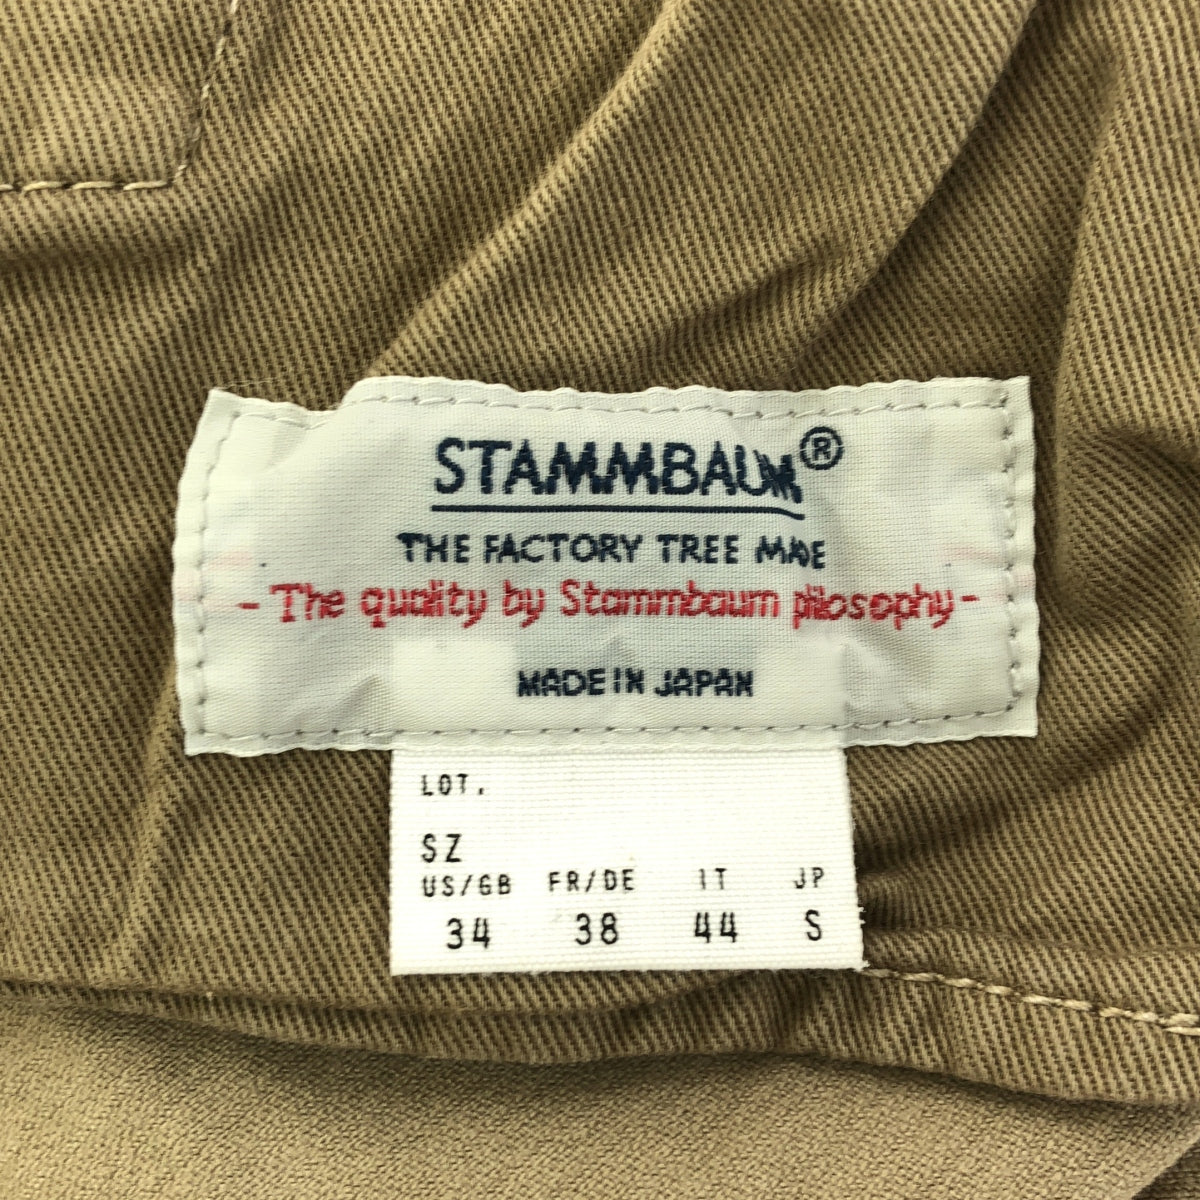 STAMMBAUM®
THE FACTORY TREE MADE
- The quality by Stammbaum pilosophy -
MADE IN JAPAN
LOT.
SZ
US/GB FR/DE IT JP
34 38 44 S